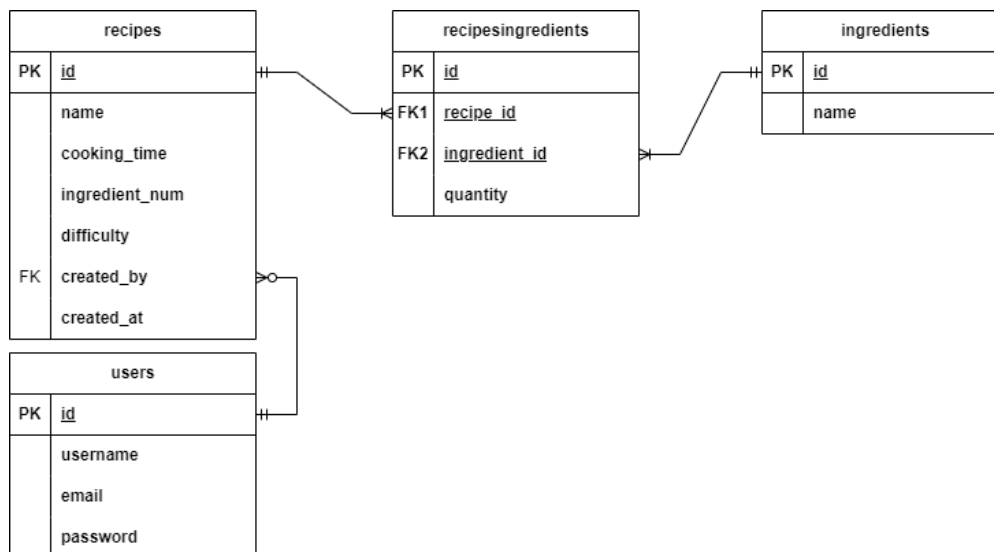 recipes
PK id
name
cooking_time
ingredient_num
difficulty
FK created_by
created_at
users
PK id
username
email
password
recipesingredients
PK id
FK1 recipe_id
FK2 ingredient_id
quantity
ingredients
PK id
name